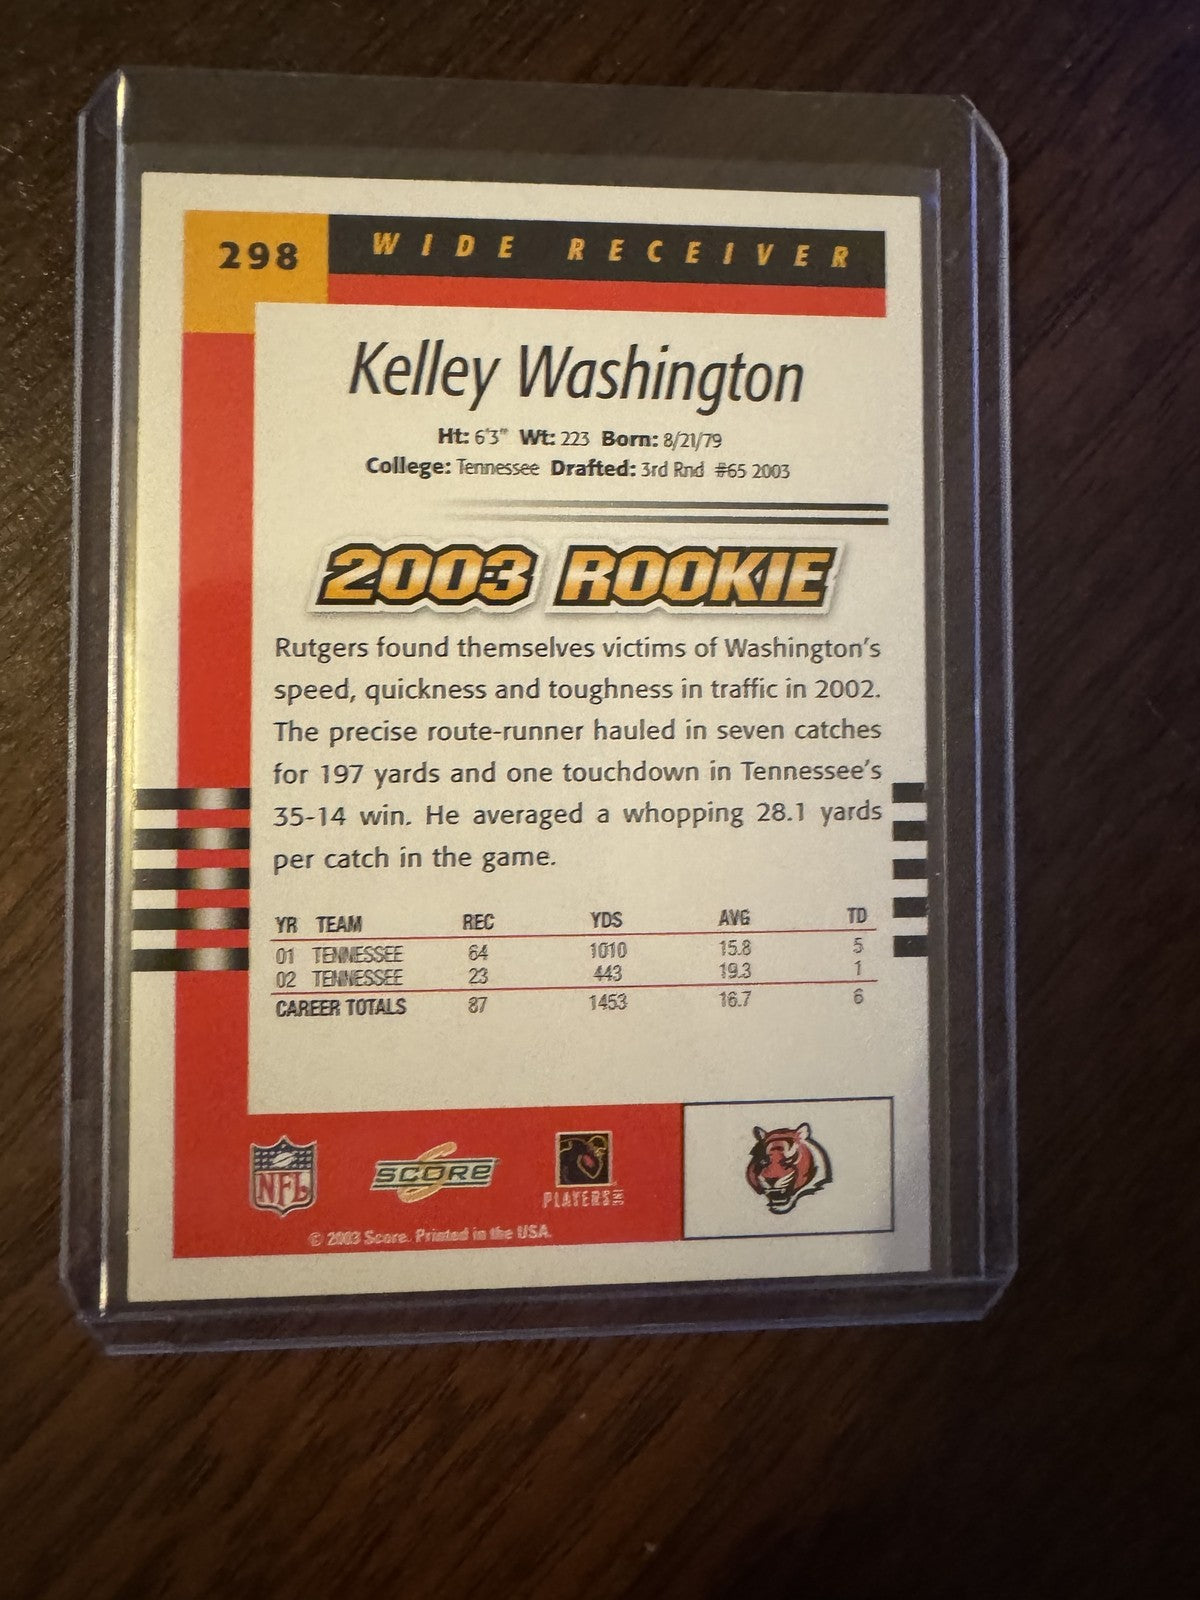 298 WIDE RECEIVER
Kelley Washington
Ht: 6'3" Wt: 223 Born: 8/21/79
College: Tennessee Drafted: 3rd Rnd #65 2003
2003 ROOKIE
Rutgers found themselves victims of Washington's
speed, quickness and toughness in traffic in 2002.
The precise route-runner hauled in seven catches
for 197 yards and one touchdown in Tennessee's
35-14 win. He averaged a whopping 28.1 yards
per catch in the game.
YR TEAM REC YDS AVG TD
01 TENNESSEE 64 1010 15.8 5
02 TENNESSEE 23 443 19.3 1
CAREER TOTALS 87 1453 16.7 6
NFL SCORE PLAYERS INC
© 2003 Score. Printed in the USA.